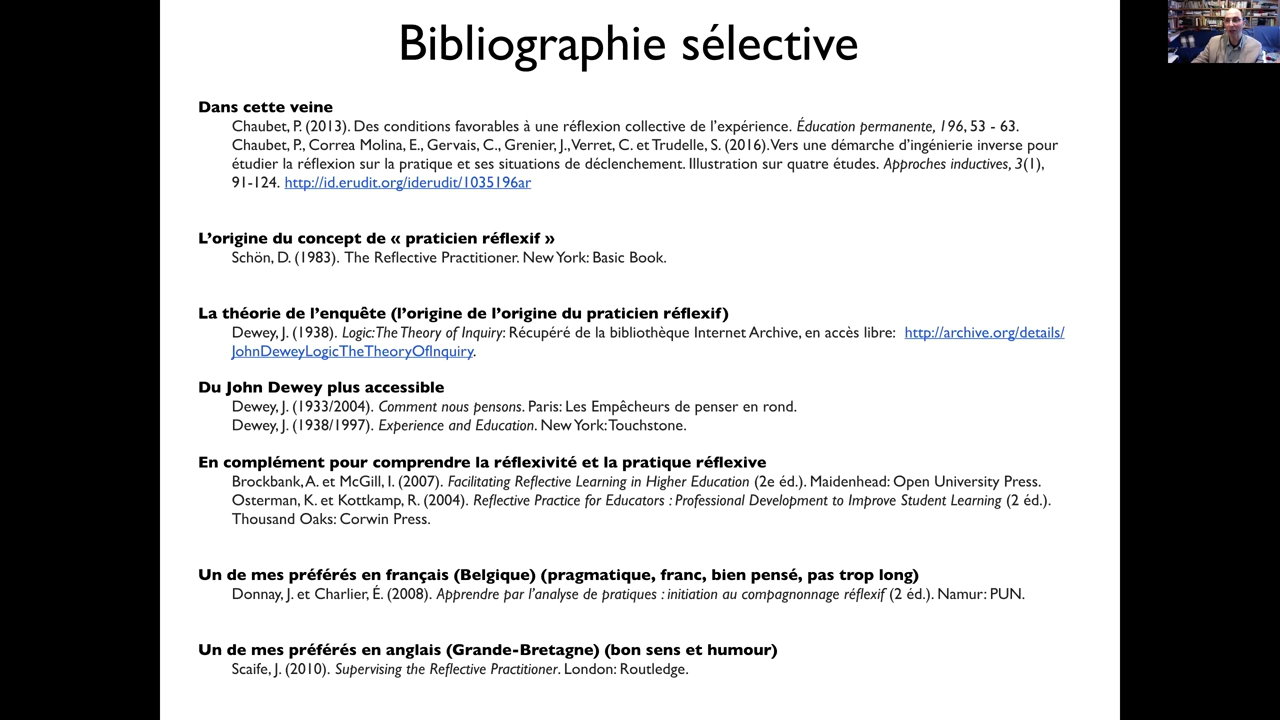 Bibliographie sélective
Dans cette veine
Chaubet, P. (2013). Des conditions favorables à une réflexion collective de l'expérience. Éducation permanente, 196, 53 - 63.
Chaubet, P., Correa Molina, E., Gervais, C., Grenier, J., Verret, C. et Trudelle, S. (2016). Vers une démarche d'ingénierie inverse pour
étudier la réflexion sur la pratique et ses situations de déclenchement. Illustration sur quatre études. Approches inductives, 3(1),
91-124. http://id.erudit.org/iderudit/1035196ar
L'origine du concept de « praticien réflexif »
Schön, D. (1983). The Reflective Practitioner. New York: Basic Book.
La théorie de l'enquête (l'origine de l'origine du praticien réflexif)
Dewey, J. (1938). Logic: The Theory of Inquiry: Récupéré de la bibliothèque Internet Archive, en accès libre: http://archive.org/details/
JohnDeweyLogicTheTheoryOfInquiry.
Du John Dewey plus accessible
Dewey, J. (1933/2004). Comment nous pensons. Paris: Les Empêcheurs de penser en rond.
Dewey, J. (1938/1997). Experience and Education. New York: Touchstone.
En complément pour comprendre la réflexivité et la pratique réflexive
Brockbank, A. et McGill, I. (2007). Facilitating Reflective Learning in Higher Education (2e éd.). Maidenhead: Open University Press.
Osterman, K. et Kottkamp, R. (2004). Reflective Practice for Educators : Professional Development to Improve Student Learning (2 éd.).
Thousand Oaks: Corwin Press.
Un de mes préférés en français (Belgique) (pragmatique, franc, bien pensé, pas trop long)
Donnay, J. et Charlier, É. (2008). Apprendre par l'analyse de pratiques : initiation au compagnonnage réflexif (2 éd.). Namur: PUN.
Un de mes préférés en anglais (Grande-Bretagne) (bon sens et humour)
Scaife, J. (2010). Supervising the Reflective Practitioner. London: Routledge.